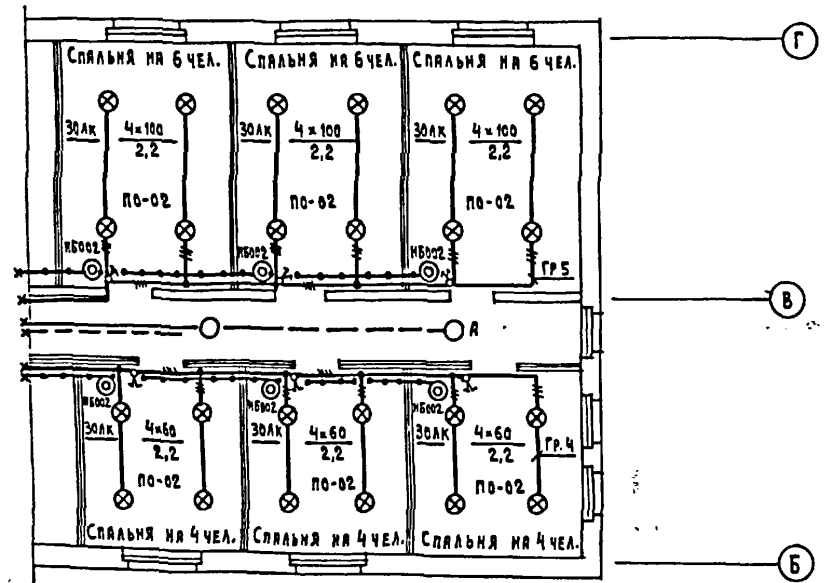 Г
Спальня на 6 чел. Спальня на 6 чел. Спальня на 6 чел.
30лк 4×100 30лк 4×100 30лк 4×100
2,2 2,2 2,2
ПО-02 ПО-02 ПО-02
НБ002 НБ002 НБ002
ГР.5
В
А
НБ002 НБ002 НБ002
30лк 4×60 30лк 4×60 30лк 4×60 ГР.4
2,2 2,2 2,2
ПО-02 ПО-02 ПО-02
Спальня на 4 чел. Спальня на 4 чел. Спальня на 4 чел.
Б